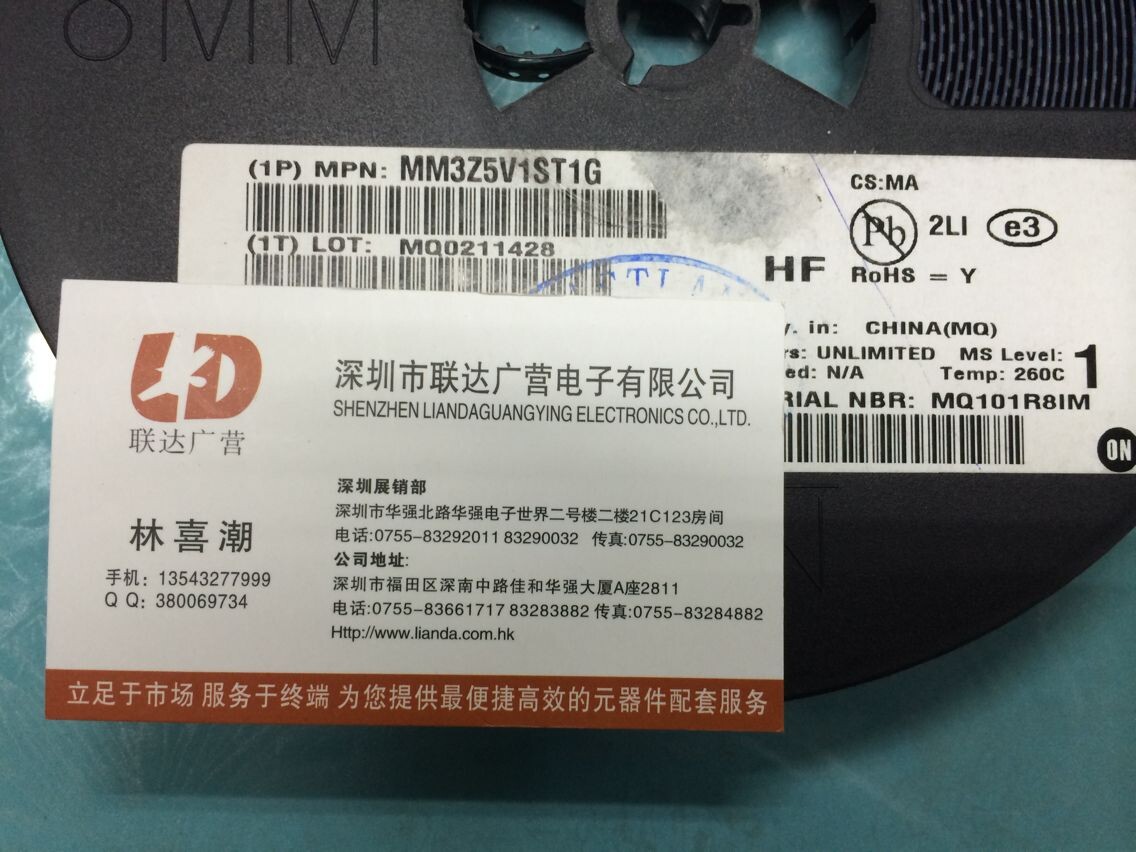 8MM
(1P) MPN: MM3Z5V1ST1G
(1T) LOT: MQ0211428
CS:MA
Pb 2LI e3
HF RoHS = Y
y. in: CHINA(MQ)
rs: UNLIMITED MS Level: 1
ed: N/A Temp: 260C
RIAL NBR: MQ101R8IM
ON
LD
联达广营
深圳市联达广营电子有限公司
SHENZHEN LIANDAGUANGYING ELECTRONICS CO.,LTD.
林喜潮
手机：13543277999
Q Q：380069734
深圳展销部
深圳市华强北路华强电子世界二号楼二楼21C123房间
电话:0755-83292011 83290032 传真:0755-83290032
公司地址:
深圳市福田区深南中路佳和华强大厦A座2811
电话:0755-83661717 83283882 传真:0755-83284882
Http://www.lianda.com.hk
立足于市场 服务于终端 为您提供最便捷高效的元器件配套服务